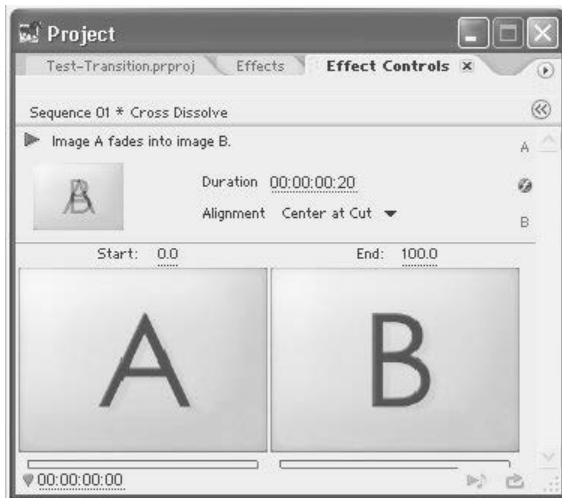 Project
Test-Transition.prproj Effects Effect Controls
Sequence 01 * Cross Dissolve
Image A fades into image B.
A
Duration 00:00:00:20
Alignment Center at Cut
B
Start: 0.0 End: 100.0
A B
00:00:00:00